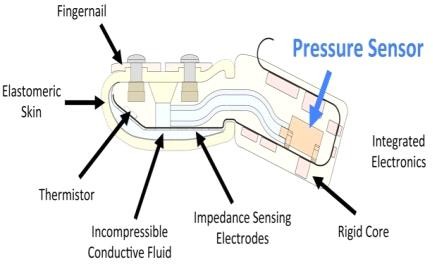 Fingernail
Pressure Sensor
Elastomeric
Skin
Integrated
Electronics
Thermistor
Incompressible
Conductive Fluid
Impedance Sensing
Electrodes
Rigid Core